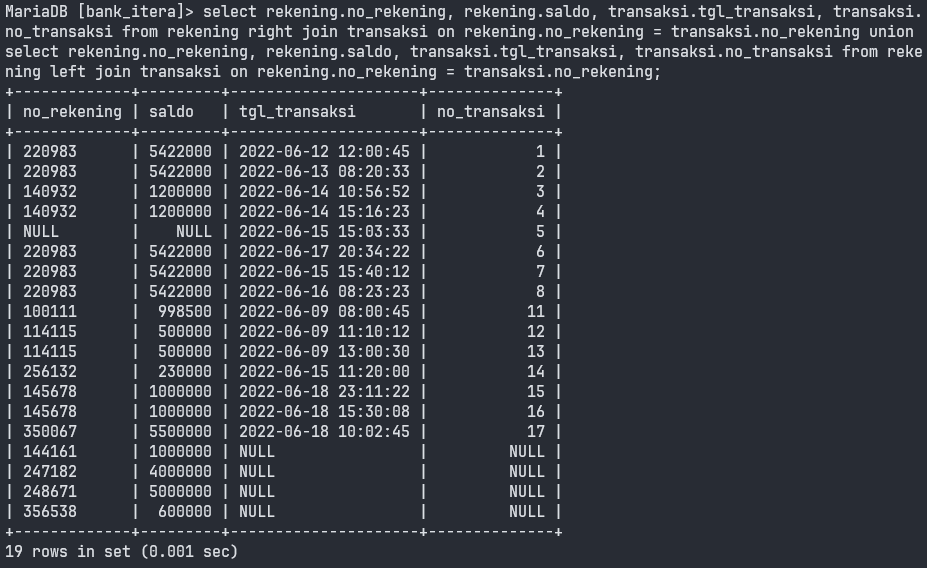 MariaDB [bank_itera]> select rekening.no_rekening, rekening.saldo, transaksi.tgl_transaksi, transaksi.
no_transaksi from rekening right join transaksi on rekening.no_rekening = transaksi.no_rekening union
select rekening.no_rekening, rekening.saldo, transaksi.tgl_transaksi, transaksi.no_transaksi from reke
ning left join transaksi on rekening.no_rekening = transaksi.no_rekening;
+-------------+---------+---------------------+--------------+
| no_rekening | saldo   | tgl_transaksi       | no_transaksi |
+-------------+---------+---------------------+--------------+
| 220983      | 5422000 | 2022-06-12 12:00:45 |            1 |
| 220983      | 5422000 | 2022-06-13 08:20:33 |            2 |
| 140932      | 1200000 | 2022-06-14 10:56:52 |            3 |
| 140932      | 1200000 | 2022-06-14 15:16:23 |            4 |
| NULL        |    NULL | 2022-06-15 15:03:33 |            5 |
| 220983      | 5422000 | 2022-06-17 20:34:22 |            6 |
| 220983      | 5422000 | 2022-06-15 15:40:12 |            7 |
| 220983      | 5422000 | 2022-06-16 08:23:23 |            8 |
| 100111      |  998500 | 2022-06-09 08:00:45 |           11 |
| 114115      |  500000 | 2022-06-09 11:10:12 |           12 |
| 114115      |  500000 | 2022-06-09 13:00:30 |           13 |
| 256132      |  230000 | 2022-06-15 11:20:00 |           14 |
| 145678      | 1000000 | 2022-06-18 23:11:22 |           15 |
| 145678      | 1000000 | 2022-06-18 15:30:08 |           16 |
| 350067      | 5500000 | 2022-06-18 10:02:45 |           17 |
| 144161      | 1000000 | NULL                |         NULL |
| 247182      | 4000000 | NULL                |         NULL |
| 248671      | 5000000 | NULL                |         NULL |
| 356538      |  600000 | NULL                |         NULL |
+-------------+---------+---------------------+--------------+
19 rows in set (0.001 sec)